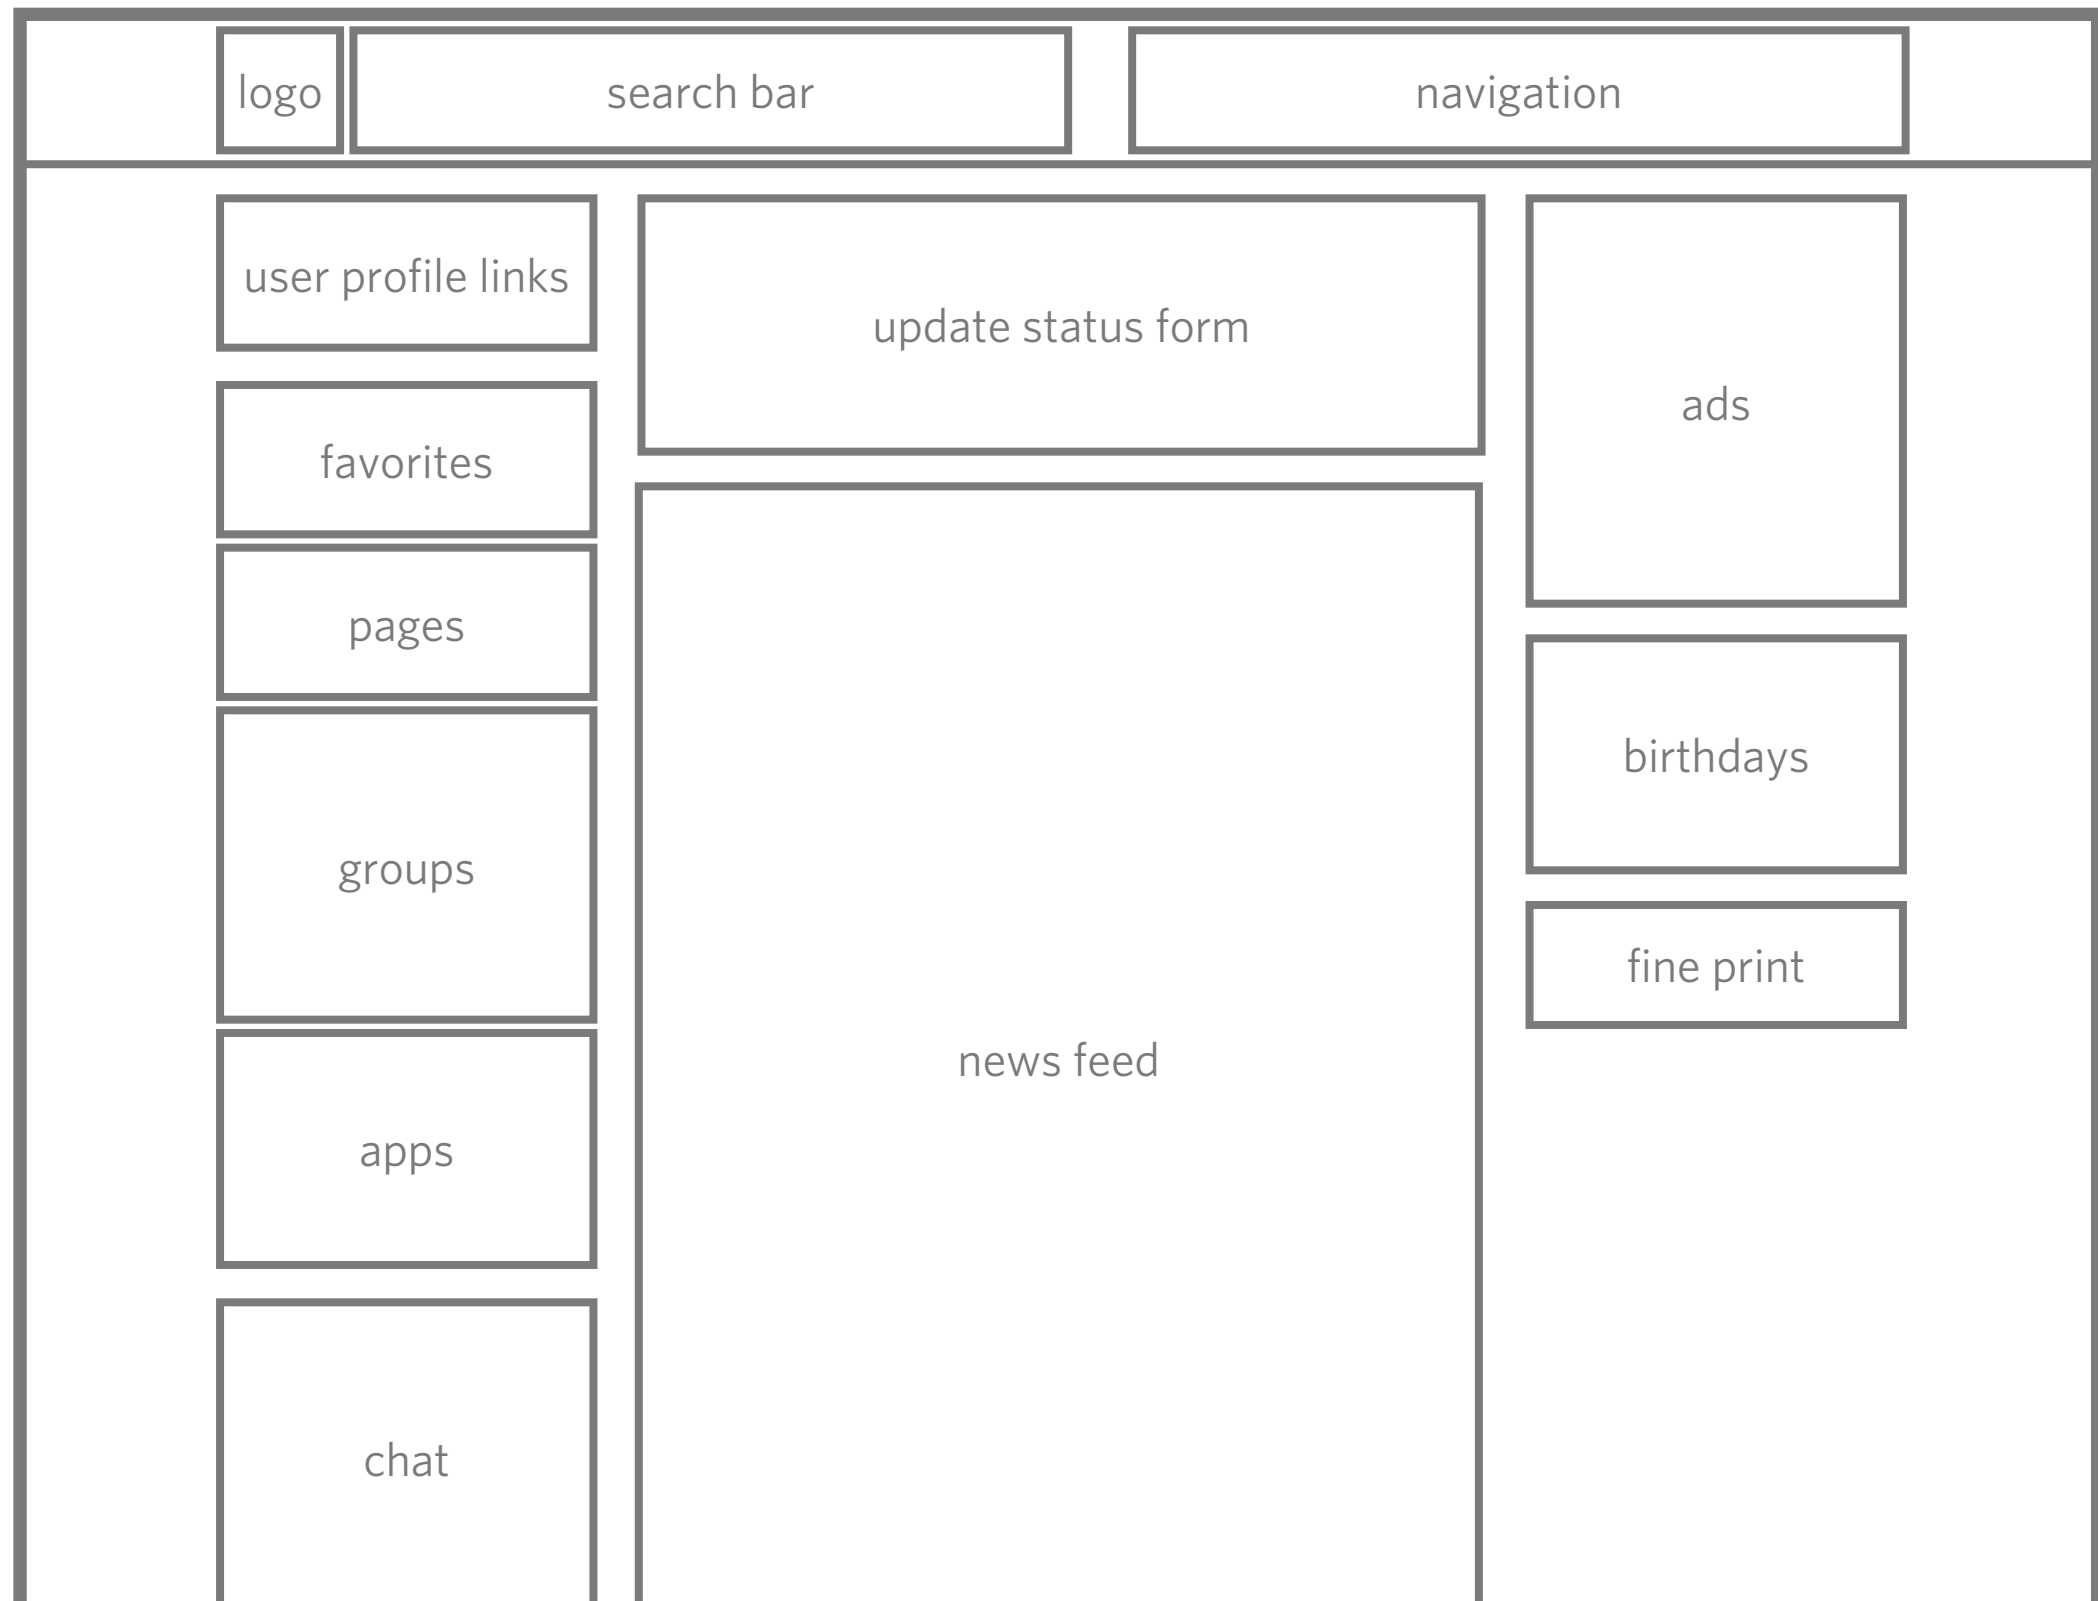 logo
search bar
navigation
user profile links
favorites
pages
groups
apps
chat
update status form
news feed
ads
birthdays
fine print